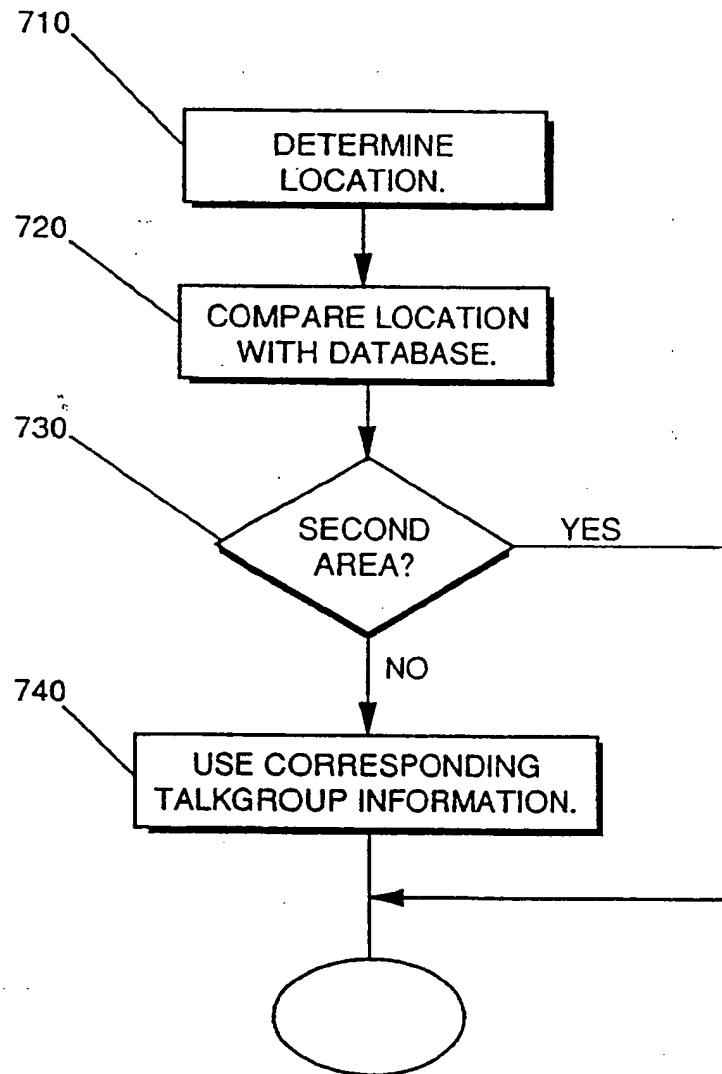 710
DETERMINE
LOCATION.
720
COMPARE LOCATION
WITH DATABASE.
730
SECOND
AREA?
YES
NO
740
USE CORRESPONDING
TALKGROUP INFORMATION.